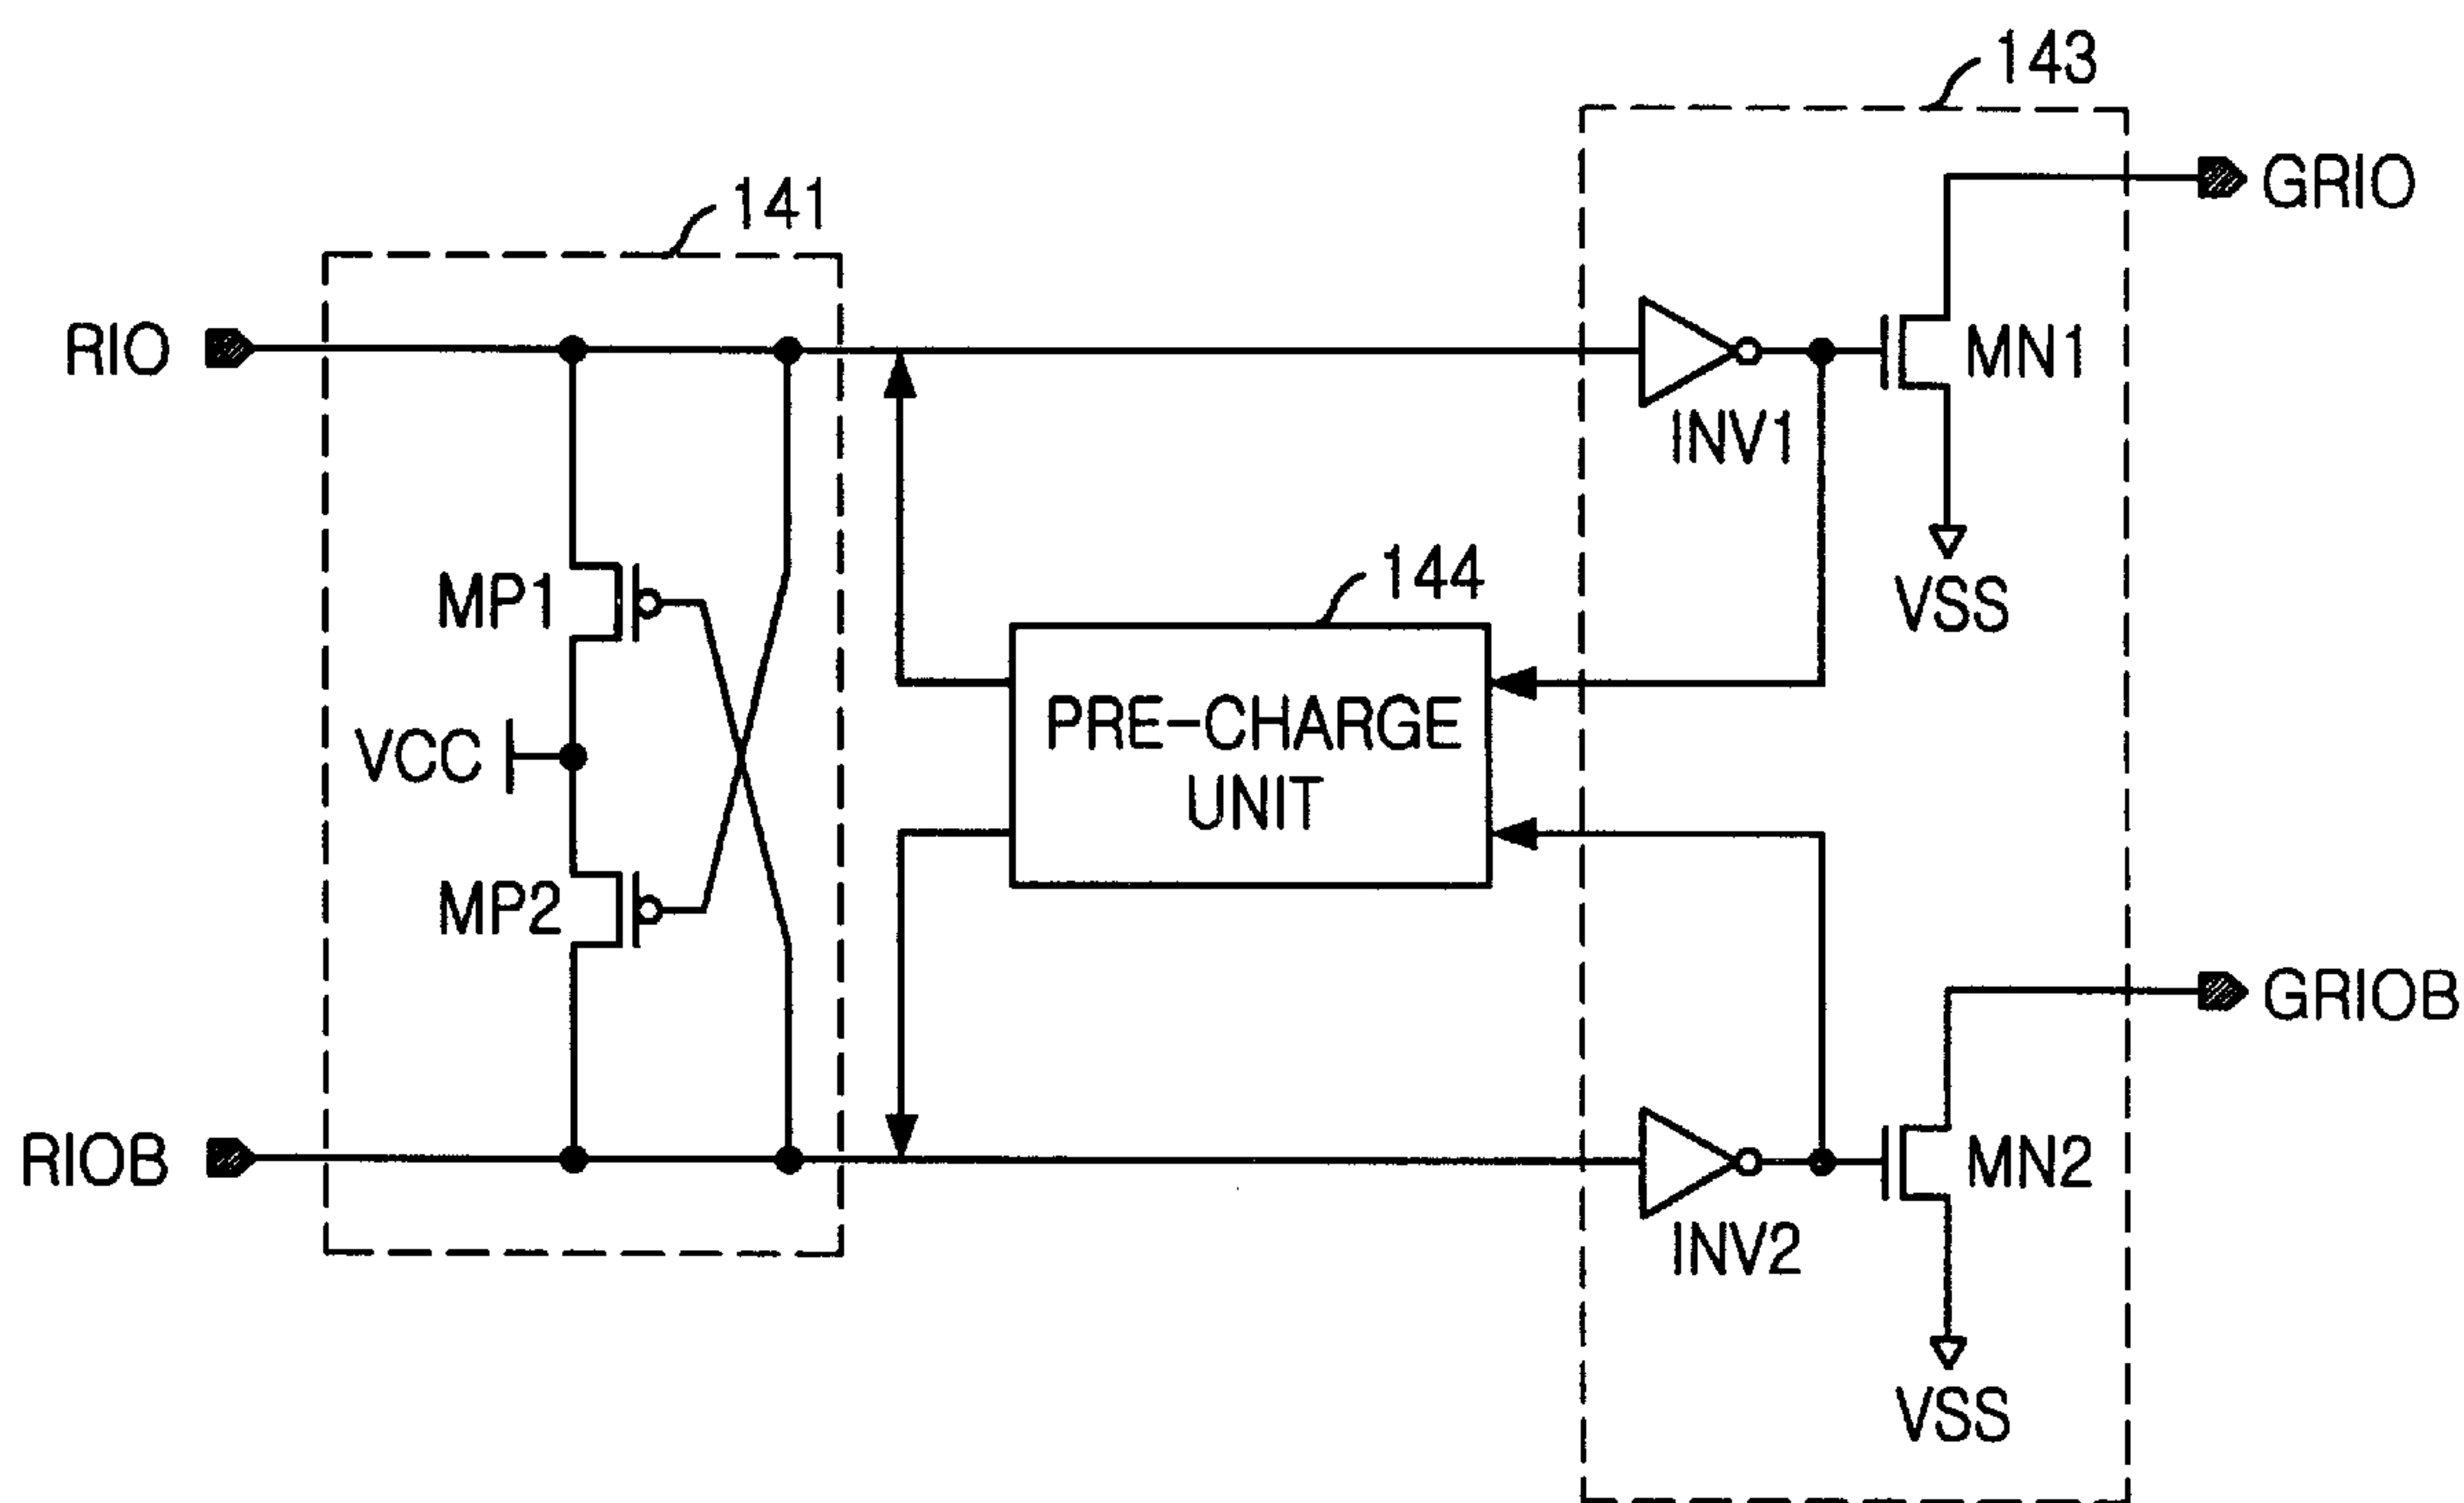 143
GRIO
141
RIO
MN1
INV1
144
MP1
VSS
PRE-CHARGE
UNIT
VCC
MP2
GRIOB
RIOB
MN2
INV2
VSS